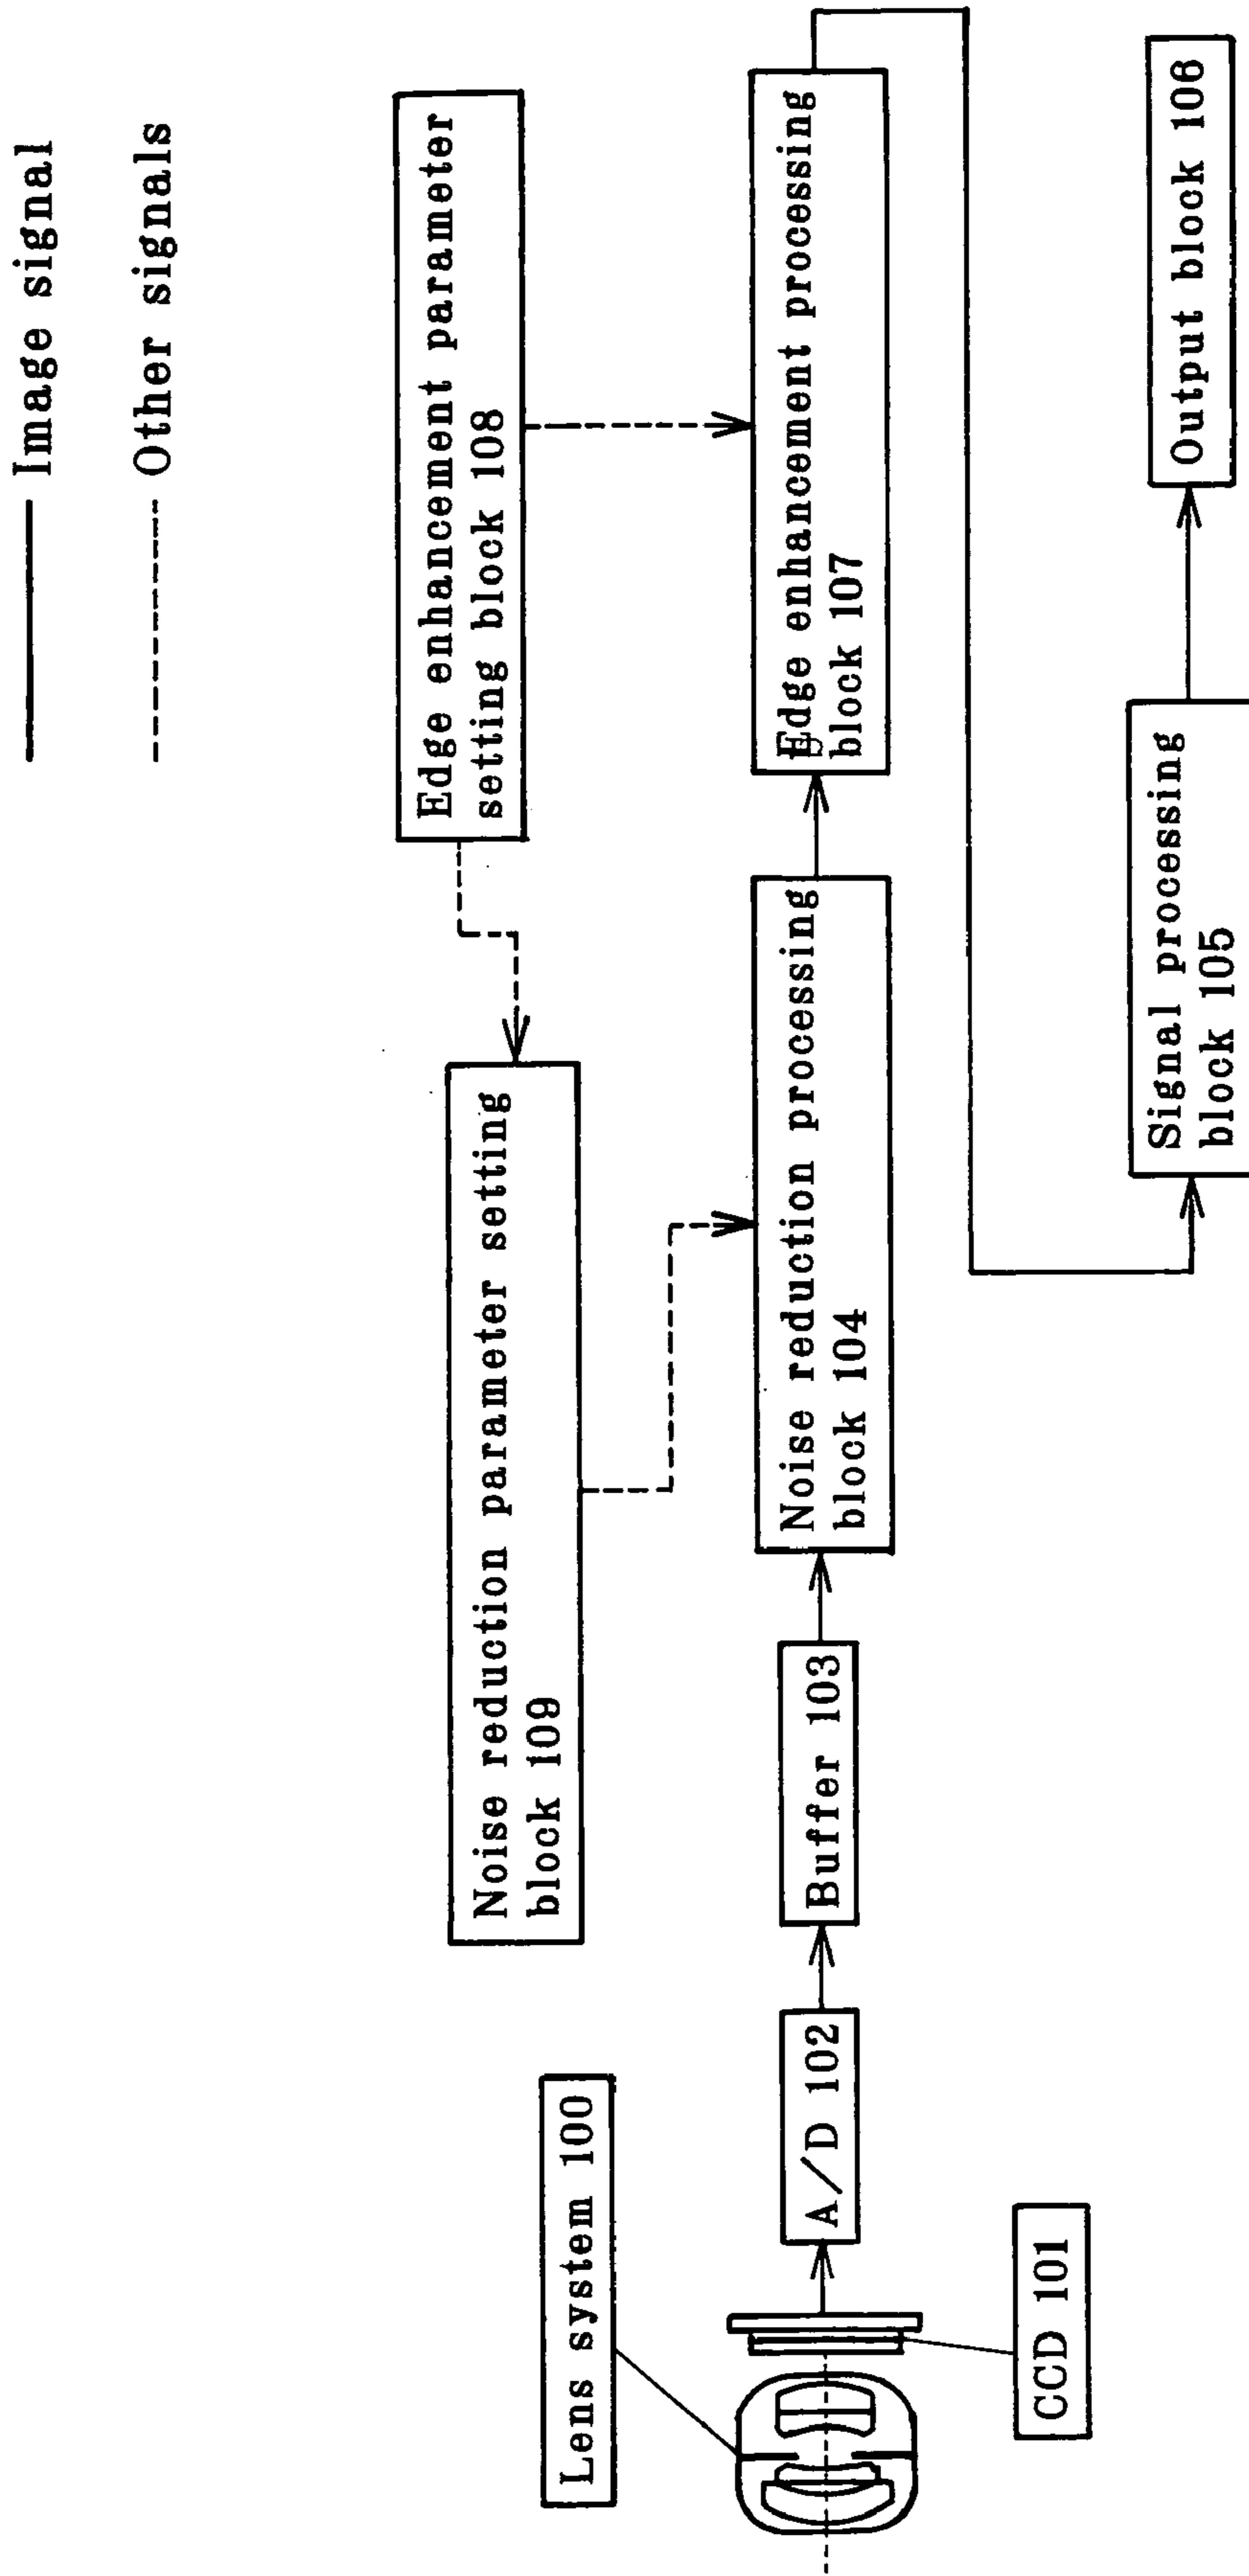 Image signal
Other signals
Edge enhancement parameter
setting block 108
Noise reduction parameter setting
block 109
Lens system 100
CCD 101
A/D 102
Buffer 103
Noise reduction processing
block 104
Edge enhancement processing
block 107
Signal processing
block 105
Output block 106